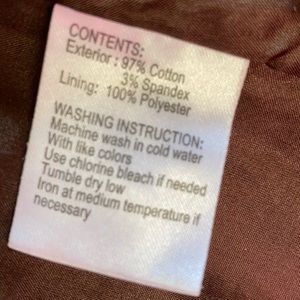 CONTENTS:
Exterior : 97% Cotton
3% Spandex
Lining: 100% Polyester
WASHING INSTRUCTION:
Machine wash in cold water
With like colors
Use chlorine bleach if needed
Tumble dry low
Iron at medium temperature if
necessary